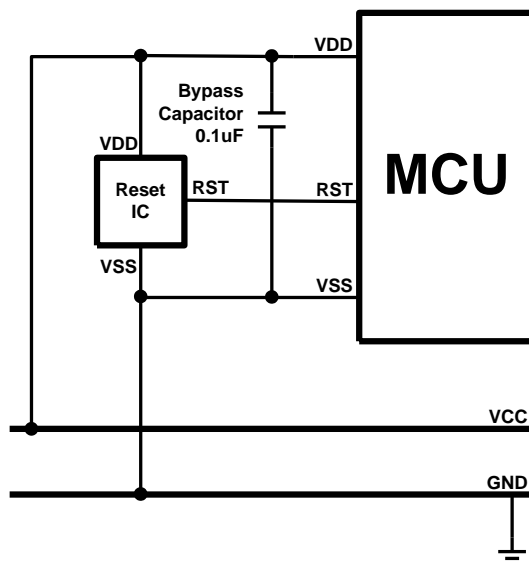 VDD
Bypass
Capacitor
0.1uF
VDD
Reset
IC
RST
RST
MCU
VSS
VSS
VCC
GND